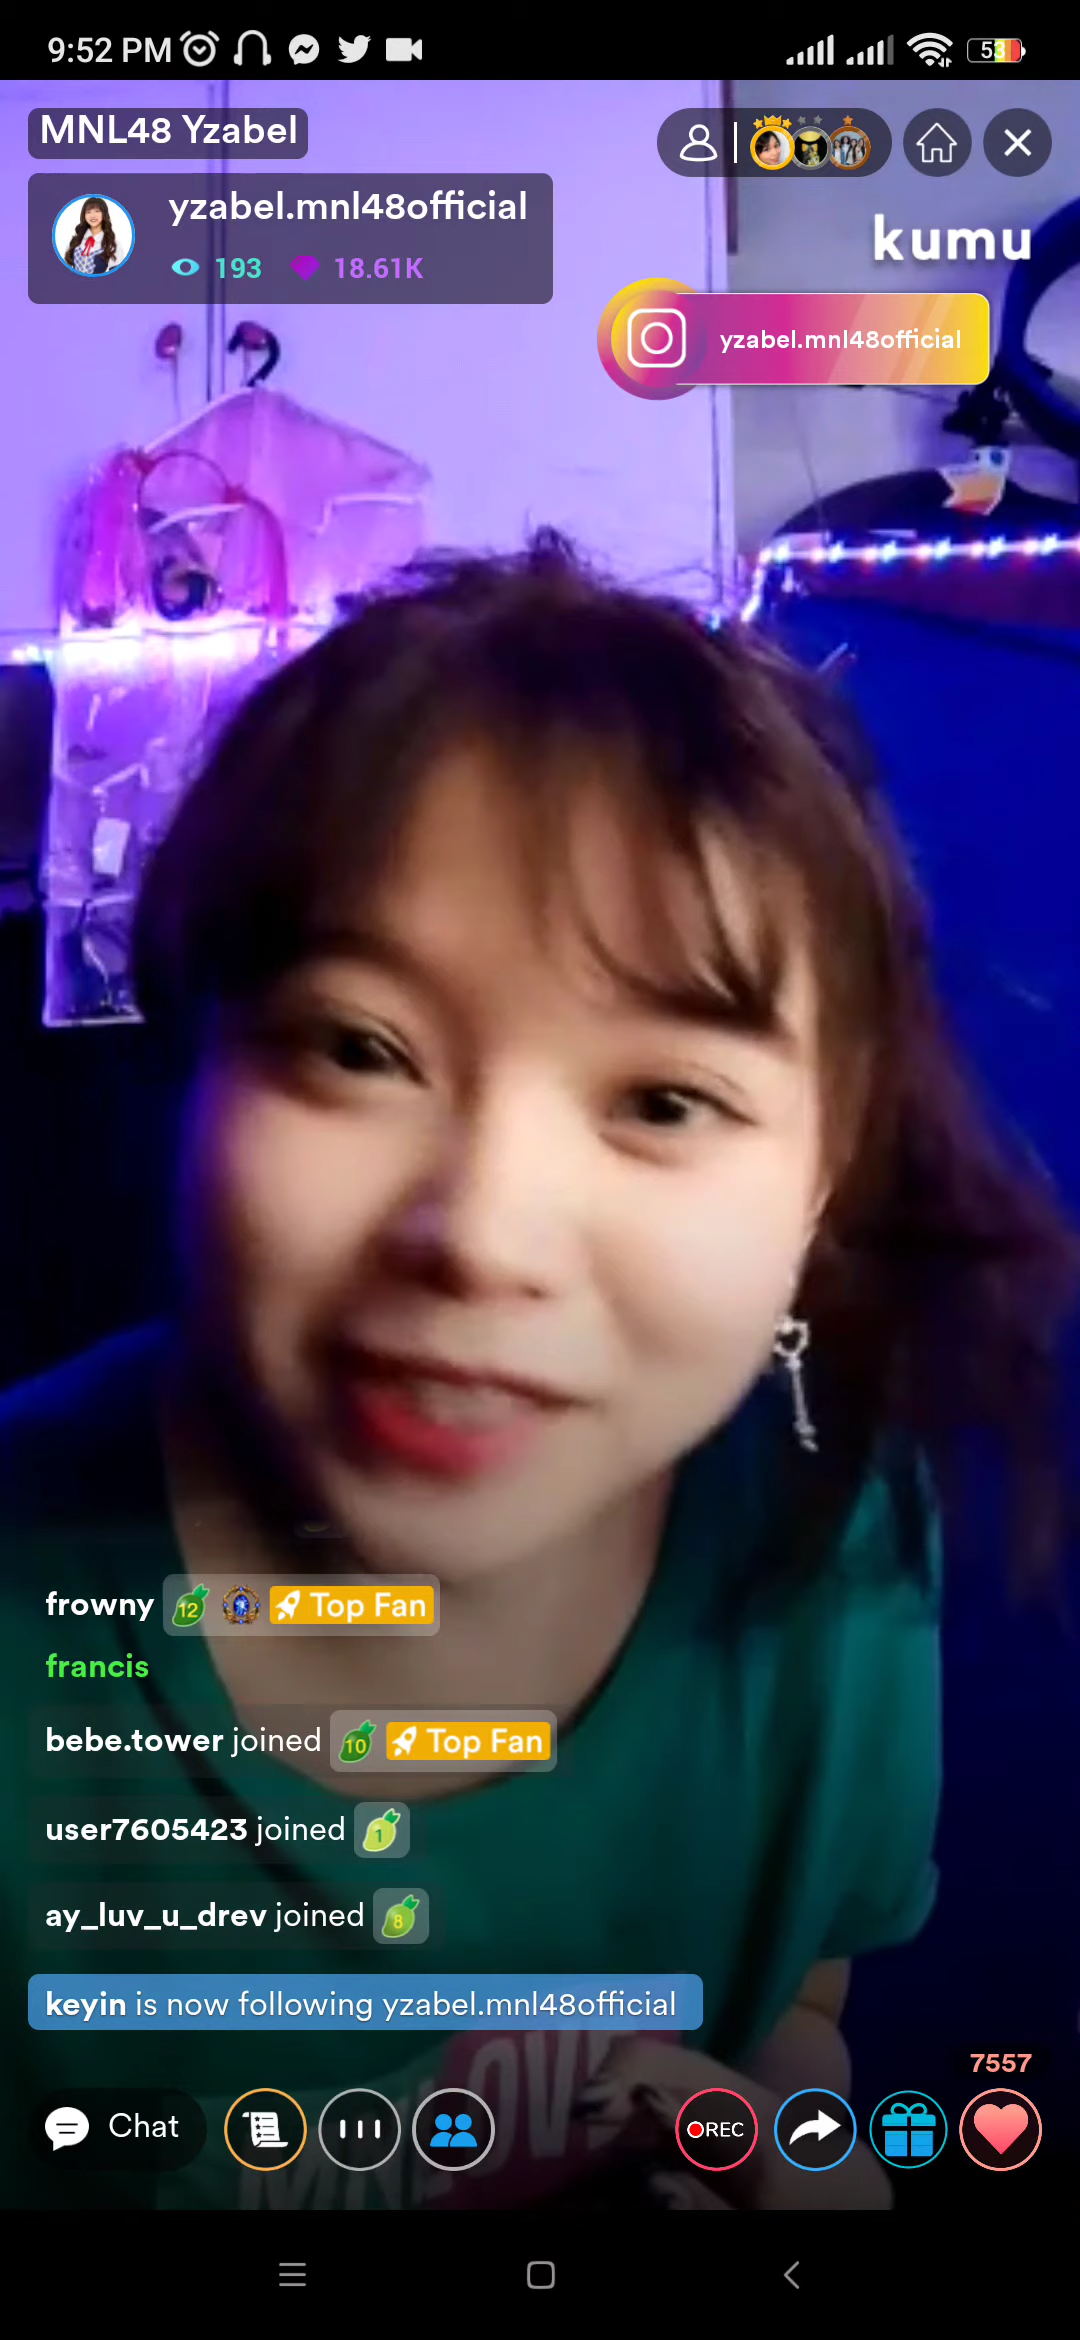 9:52 PM
53
MNL48 Yzabel
yzabel.mnl48official
193
18.61K
kumu
yzabel.mnl48official
frowny 12 Top Fan
francis
bebe.tower joined 10 Top Fan
user7605423 joined 1
ay_luv_u_drev joined 8
keyin is now following yzabel.mnl48official
7557
Chat
REC